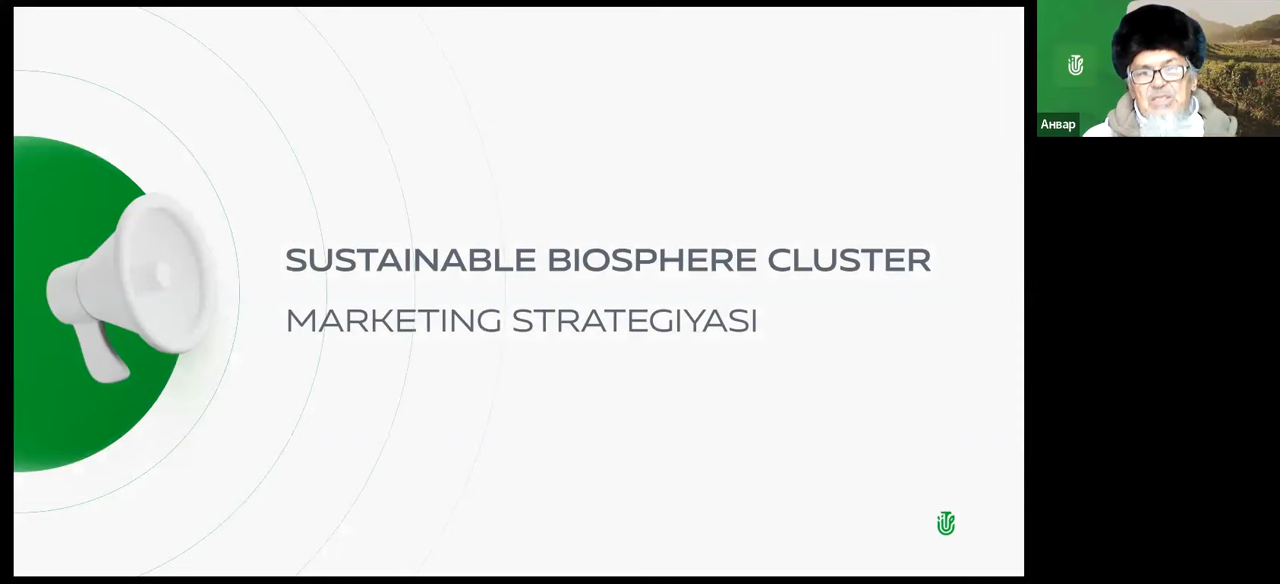 SUSTAINABLE BIOSPHERE CLUSTER
MARKETING STRATEGIYASI
Анвар